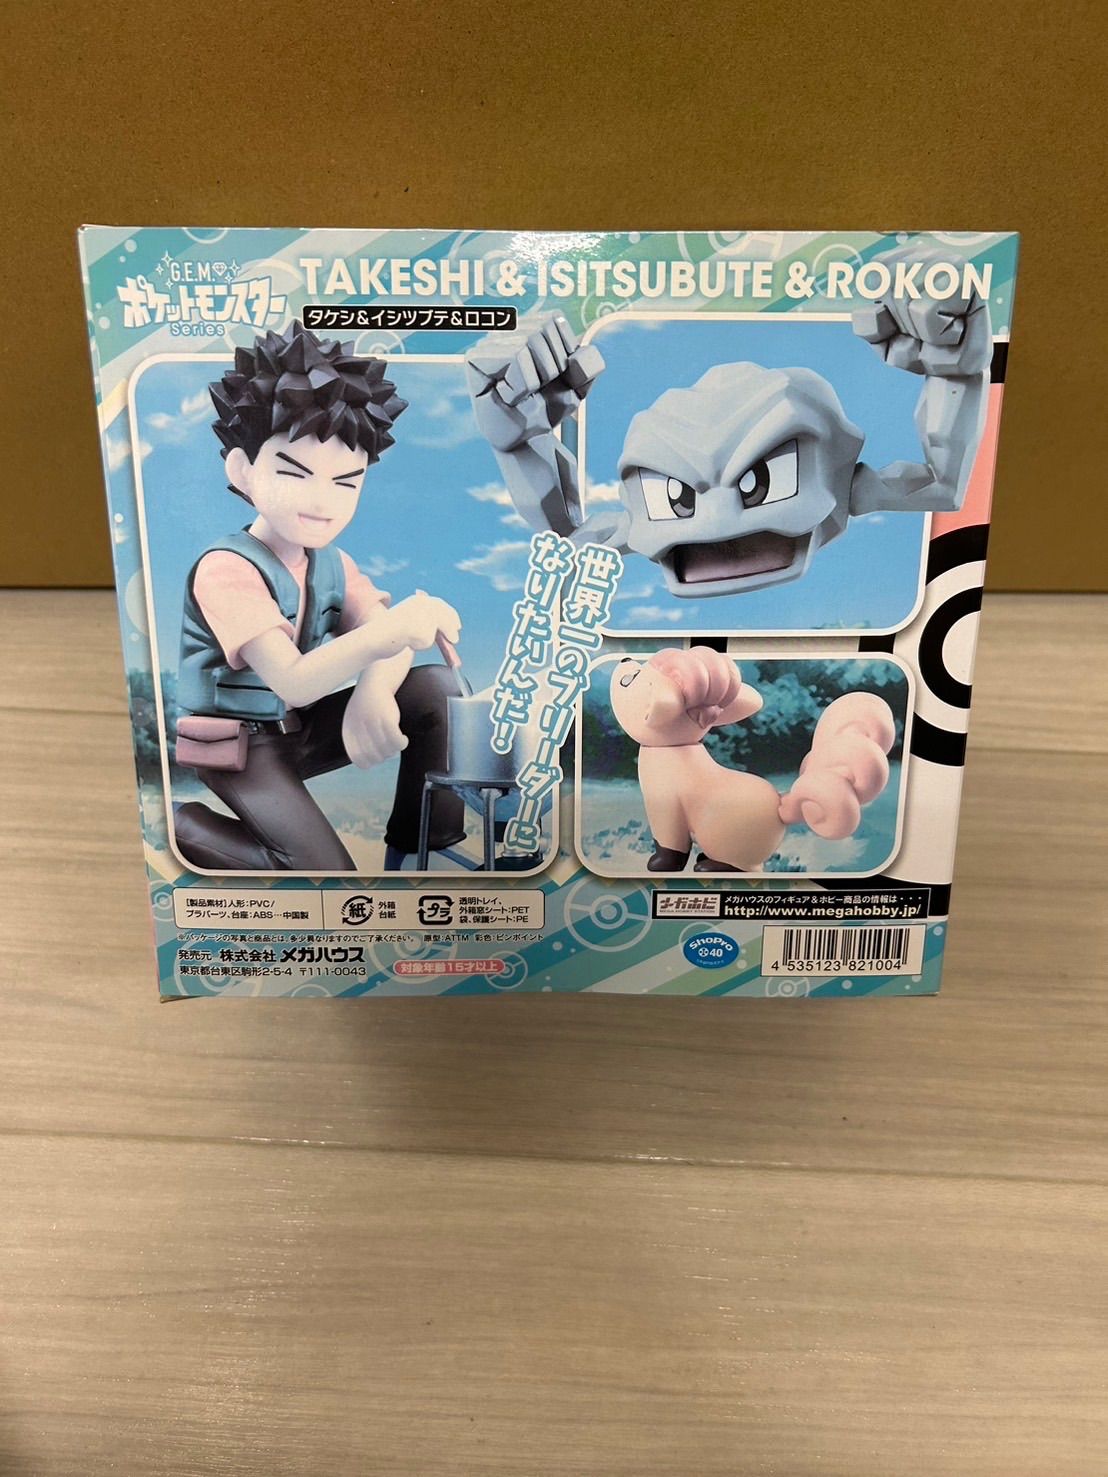 G.E.M
ポケットモンスター
Series
TAKESHI & ISITSUBUTE & ROKON
タケシ&イシツブテ&ロコン
世界一のブリーダーに
なりたいんだ!
[製品素材]人形:PVC/
プラパーツ、台座:ABS…中国製
紙
外箱
台紙
プラ
透明トレイ、
外箱窓シート:PET
袋、保護シート:PE
※パッケージの写真と商品とは、多少異なりますのでご了承ください。 原型:ATTM 彩色:ピンポイント
発売元 株式会社 メガハウス
東京都台東区駒形2-5-4 〒111-0043
対象年齢15才以上
メガホビ
MEGA HOBBY STATION
メガハウスのフィギュア&ホビー商品の情報は・・・
http://www.megahobby.jp/
ShoPro
40
4 535123 821004